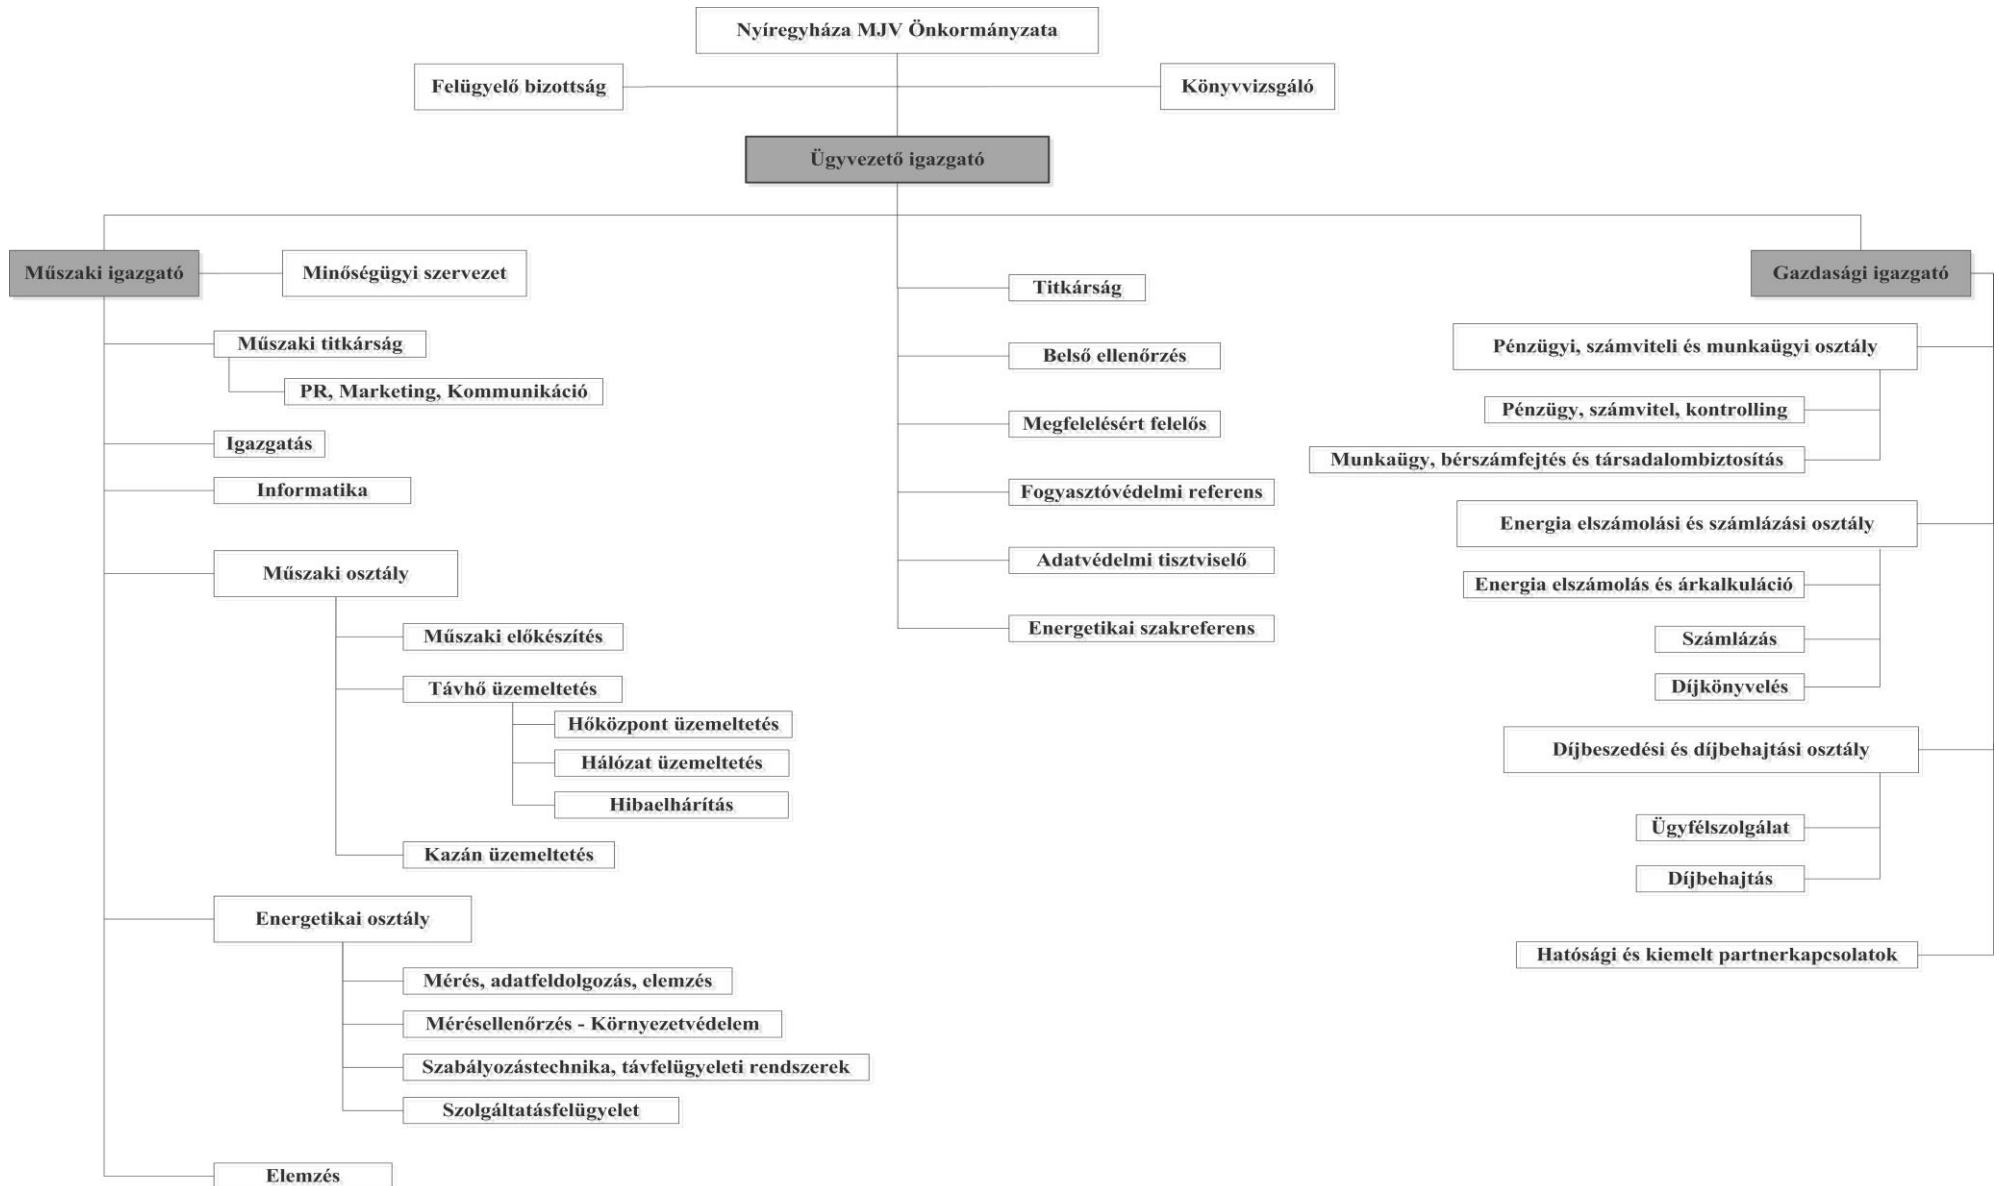 Nyíregyháza MJV Önkormányzata
Felügyelő bizottság
Könyvvizsgáló
Ügyvezető igazgató
Műszaki igazgató
Minőségügyi szervezet
Műszaki titkárság
PR, Marketing, Kommunikáció
Igazgatás
Informatika
Műszaki osztály
Műszaki előkészítés
Távhő üzemeltetés
Hőközpont üzemeltetés
Hálózat üzemeltetés
Hibaelhárítás
Kazán üzemeltetés
Energetikai osztály
Mérés, adatfeldolgozás, elemzés
Mérésellenőrzés - Környezetvédelem
Szabályozástechnika, távfelügyeleti rendszerek
Szolgáltatásfelügyelet
Elemzés
Titkárság
Belső ellenőrzés
Megfelelésért felelős
Fogyasztóvédelmi referens
Adatvédelmi tisztviselő
Energetikai szakreferens
Gazdasági igazgató
Pénzügyi, számviteli és munkaügyi osztály
Pénzügy, számvitel, kontrolling
Munkaügy, bérszámfejtés és társadalombiztosítás
Energia elszámolási és számlázási osztály
Energia elszámolás és árkalkuláció
Számlázás
Díjkönyvelés
Díjbeszedési és díjbehajtási osztály
Ügyfélszolgálat
Díjbehajtás
Hatósági és kiemelt partnerkapcsolatok